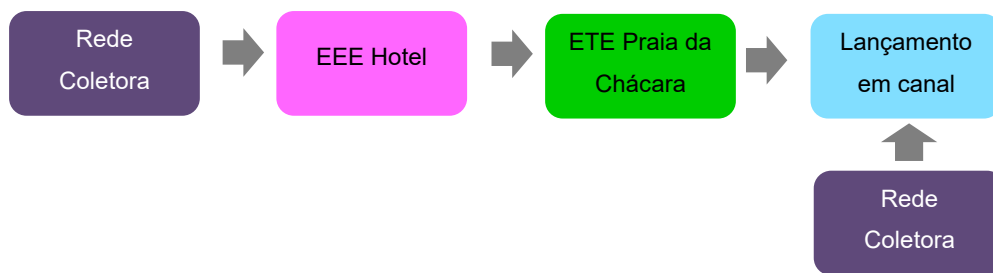 Rede
Coletora
EEE Hotel
ETE Praia da
Chácara
Lançamento
em canal
Rede
Coletora